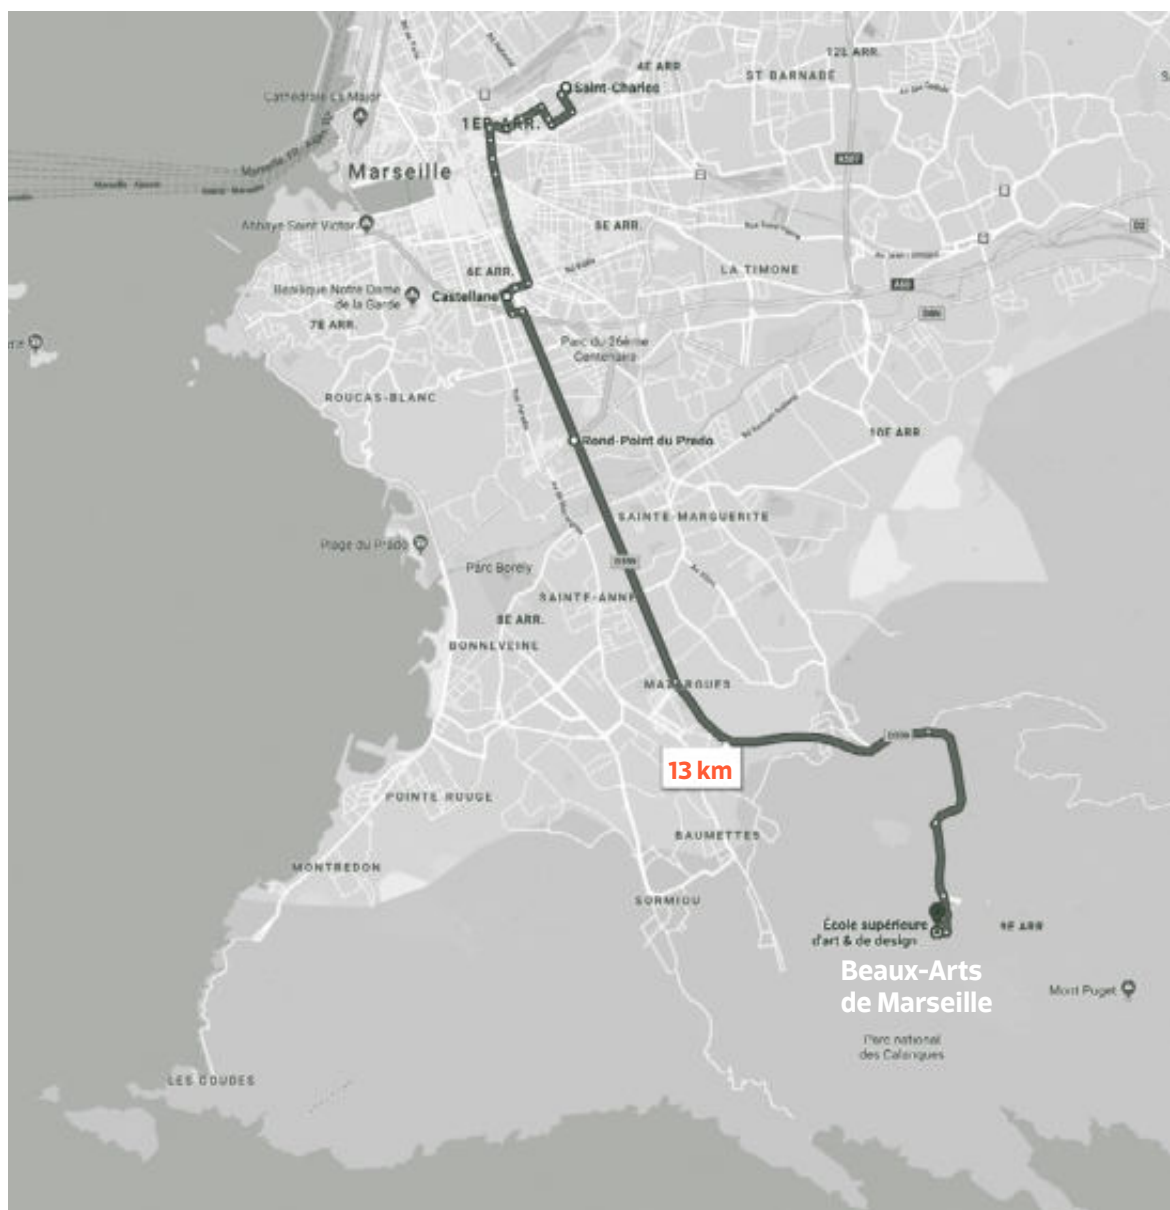 12E ARR.
4E ARR
ST BARNABÉ
Saint-Charles
Cathédrale La Major
1ER ARR.
Marseille
A507
Abbaye Saint Victor
5E ARR.
6E ARR.
LA TIMONE
Basilique Notre Dame
de la Garde
Castellane
7E ARR.
Parc du 26ème
Centenaire
ROUCAS-BLANC
Rond-Point du Prado
10E ARR.
SAINTE-MARGUERITE
Plage du Prado
Parc Borély
SAINTE-ANNE
8E ARR.
BONNEVEINE
MAZARGUES
D559
13 km
POINTE ROUGE
BAUMETTES
MONTREDON
SORMIOU
École supérieure
d'art & de design
9E ARR
Beaux-Arts
de Marseille
Mont Puget
Parc national
des Calanques
LES GOUDES